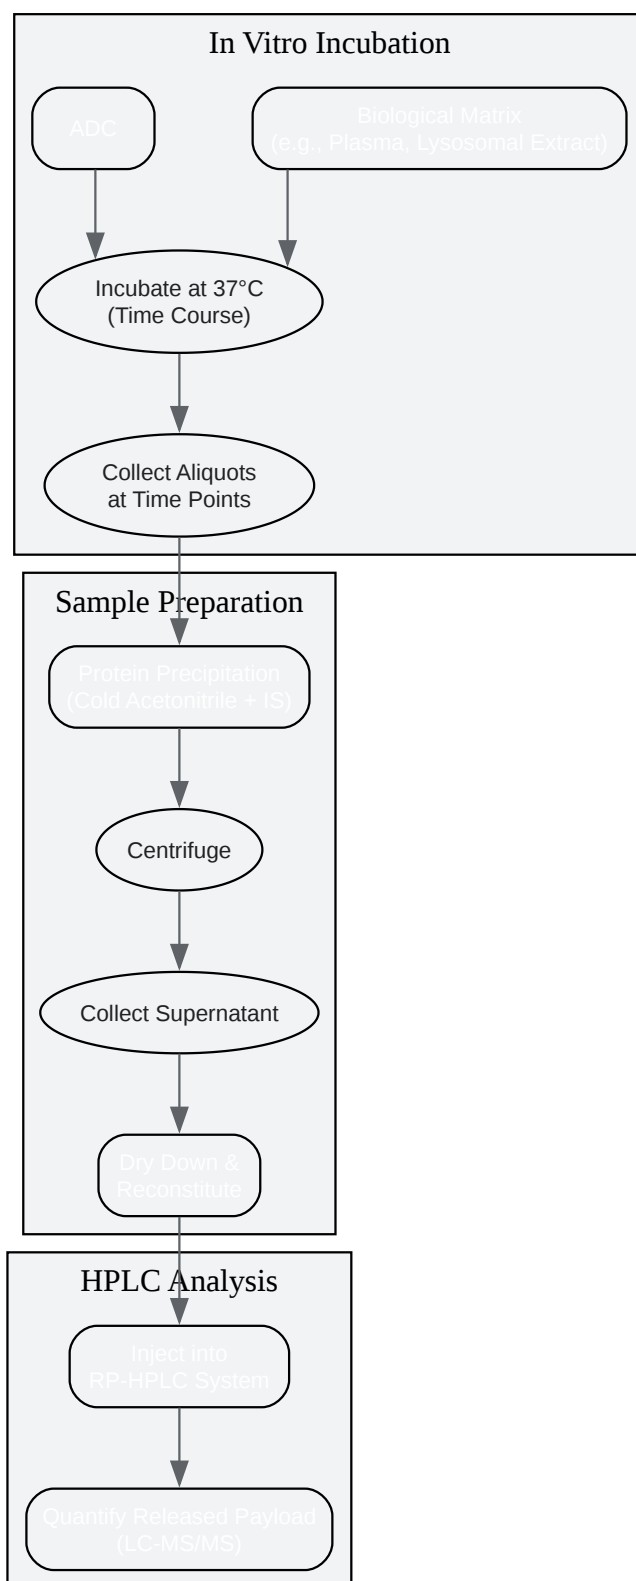 In Vitro Incubation
ADC
Biological Matrix
(e.g., Plasma, Lysosomal Extract)
Incubate at 37°C
(Time Course)
Collect Aliquots
at Time Points
Sample Preparation
Protein Precipitation
(Cold Acetonitrile + IS)
Centrifuge
Collect Supernatant
Dry Down &
Reconstitute
HPLC Analysis
Inject into
RP-HPLC System
Quantify Released Payload
(LC-MS/MS)